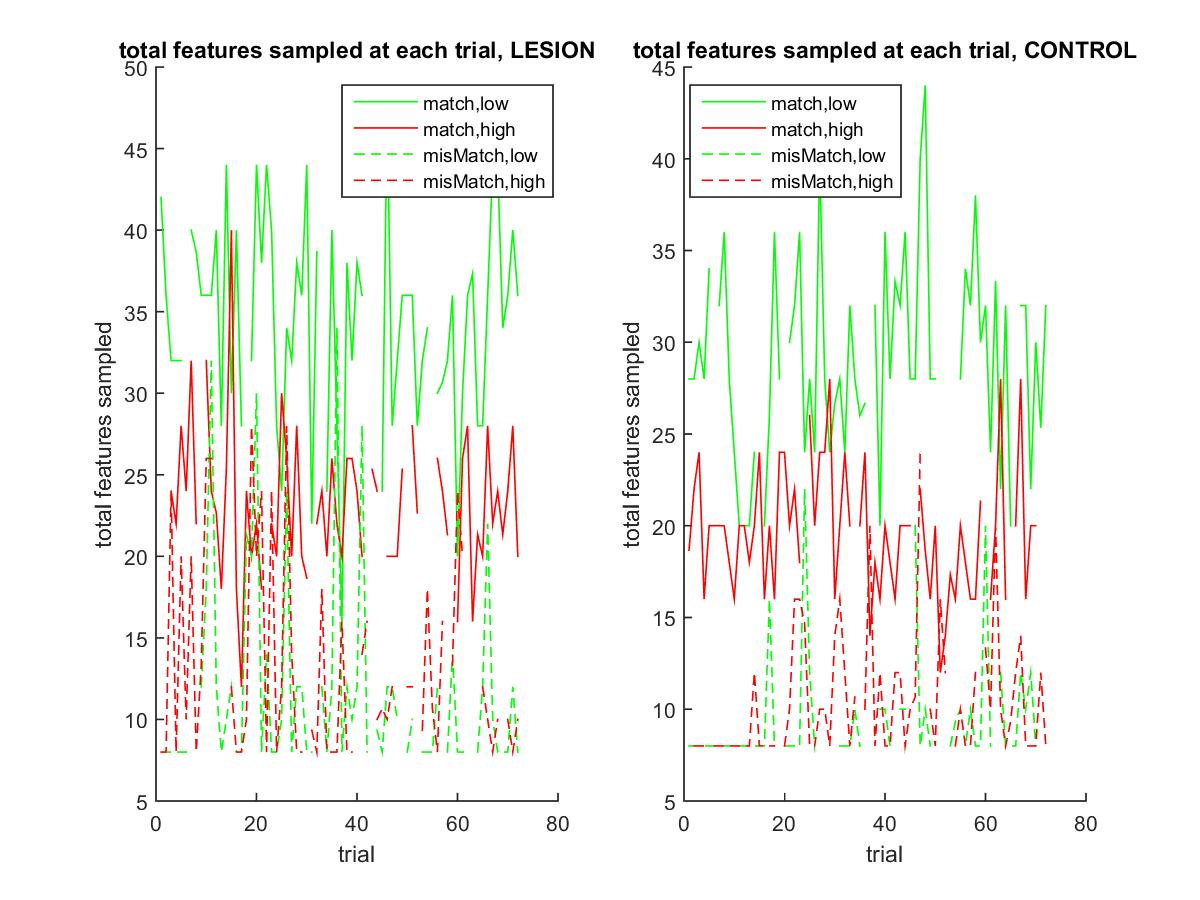 total features sampled at each trial, LESION
total features sampled
50
45
40
35
30
25
20
15
10
5
0
20
40
60
80
trial
match,low
match,high
misMatch,low
misMatch,high
total features sampled at each trial, CONTROL
total features sampled
45
40
35
30
25
20
15
10
5
0
20
40
60
80
trial
match,low
match,high
misMatch,low
misMatch,high